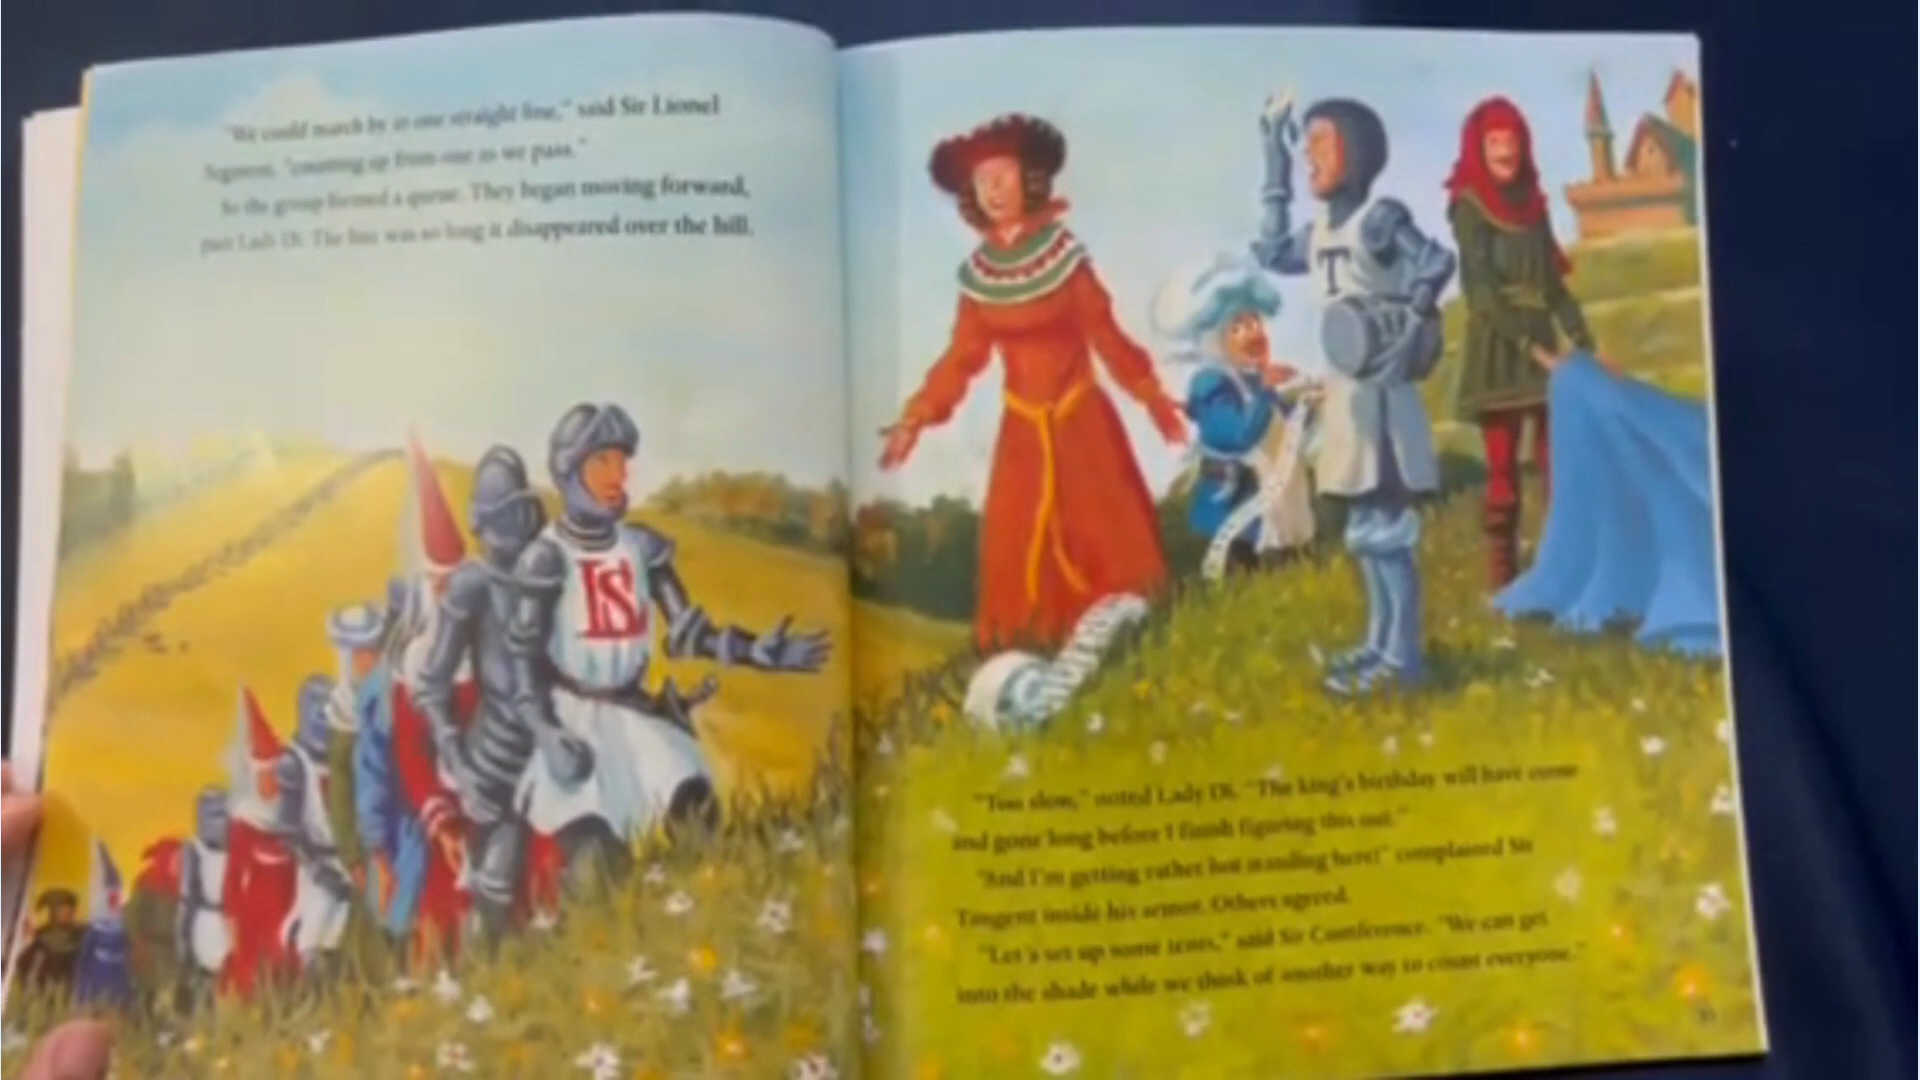 "We could march by in one straight line," said Sir Lionel
Segment, "counting up from one as we pass."
So the group formed a queue. They began moving forward,
past Lady Di. The line was so long it disappeared over the hill.
LS
T
"Too slow," noted Lady Di. "The king's birthday will have come
and gone long before I finish figuring this out."
"And I'm getting rather hot standing here!" complained Sir
Tangent inside his armor. Others agreed.
"Let's set up some tents," said Sir Cumference. "We can get
into the shade while we think of another way to count everyone."